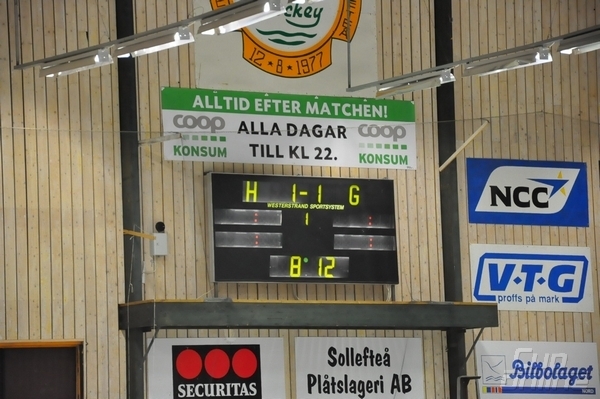 ckey
12·8·1977
ALLTID EFTER MATCHEN!
coop
KONSUM
ALLA DAGAR
TILL KL 22.
coop
KONSUM
H 1-1 G
WESTERSTRAND SPORTSYSTEM
1
8:12
NCC
V·T·G
proffs på mark
SECURITAS
Sollefteå
Plåtslageri AB
Bilbolaget
NORD